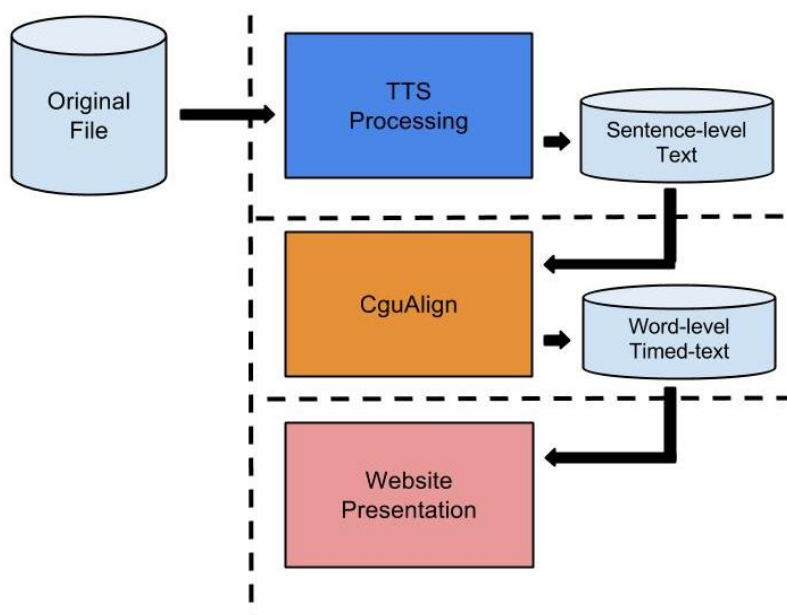 Original
File
TTS
Processing
Sentence-level
Text
CguAlign
Word-level
Timed-text
Website
Presentation